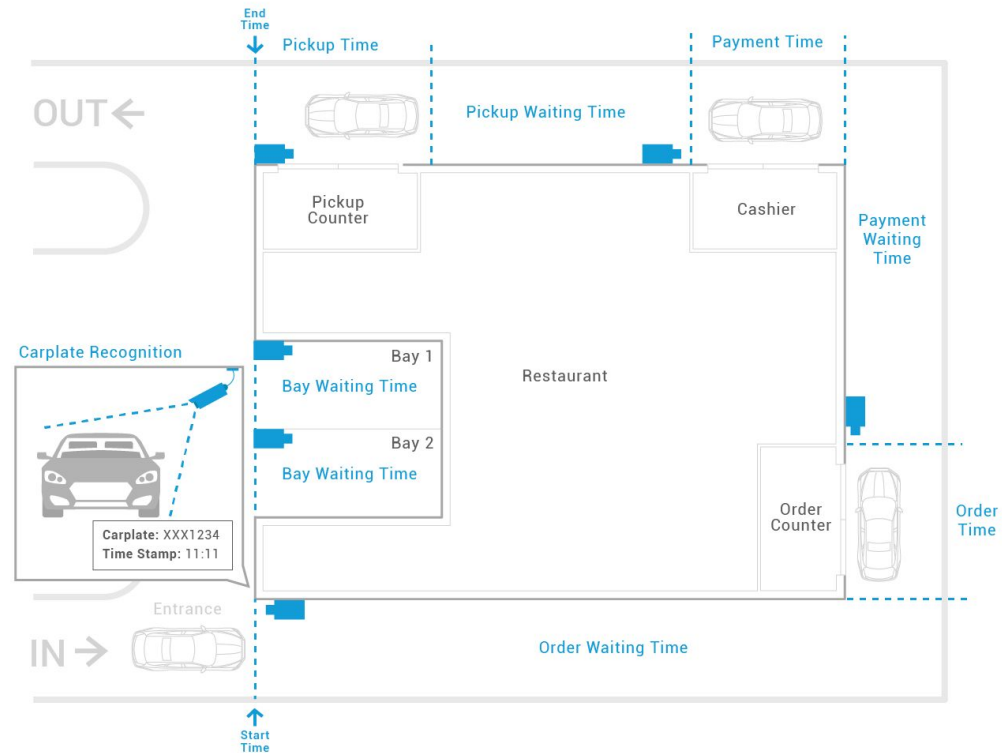 End
Time
Pickup Time
Payment Time
OUT
Pickup Waiting Time
Pickup
Counter
Cashier
Payment
Waiting
Time
Carplate Recognition
Bay 1
Bay Waiting Time
Restaurant
Bay 2
Bay Waiting Time
Order
Counter
Order
Time
Carplate: XXX1234
Time Stamp: 11:11
Entrance
IN
Order Waiting Time
Start
Time